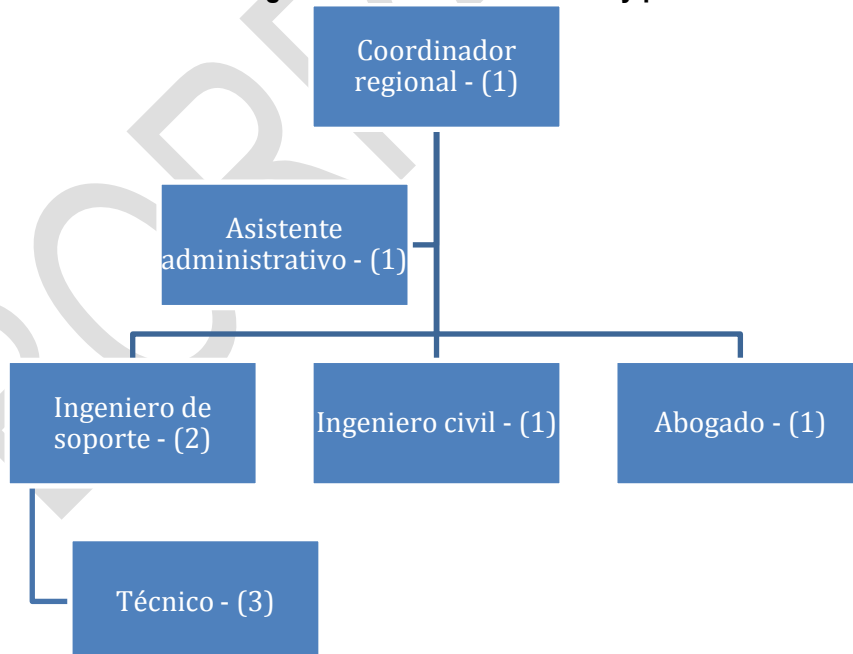 Coordinador
regional - (1)
Asistente
administrativo - (1)
Ingeniero de
soporte - (2)
Ingeniero civil - (1)
Abogado - (1)
Técnico - (3)